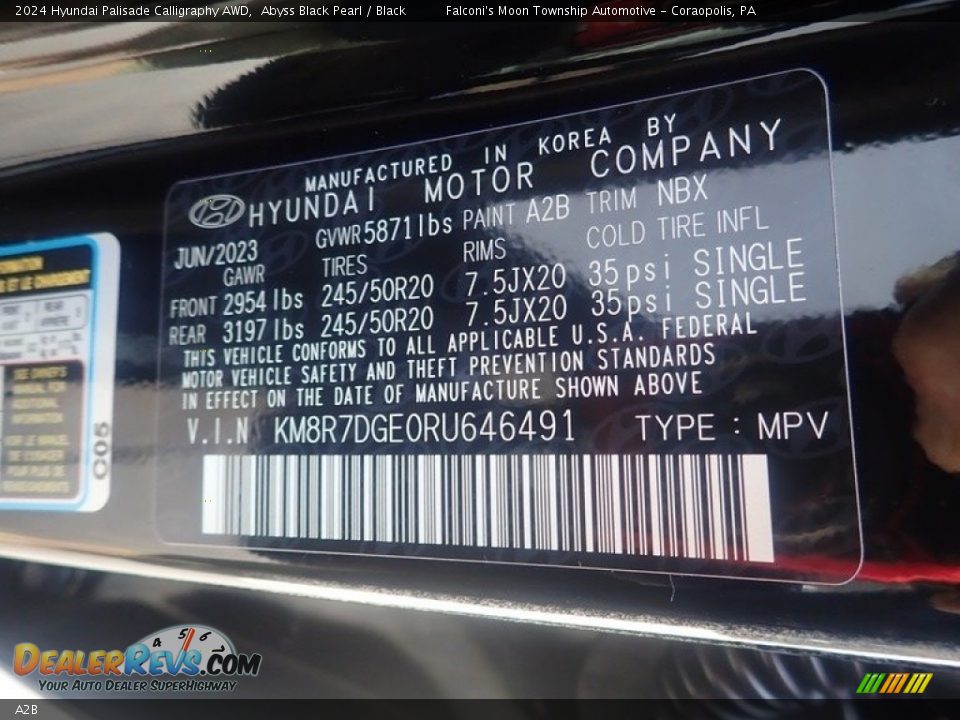 2024 Hyundai Palisade Calligraphy AWD, Abyss Black Pearl / Black Falconi's Moon Township Automotive - Coraopolis, PA
MANUFACTURED IN KOREA BY
HYUNDAI MOTOR COMPANY
JUN/2023 GVWR 5871lbs PAINT A2B TRIM NBX
GAWR TIRES RIMS COLD TIRE INFL
FRONT 2954 lbs 245/50R20 7.5JX20 35psi SINGLE
REAR 3197 lbs 245/50R20 7.5JX20 35psi SINGLE
THIS VEHICLE CONFORMS TO ALL APPLICABLE U.S.A. FEDERAL
MOTOR VEHICLE SAFETY AND THEFT PREVENTION STANDARDS
IN EFFECT ON THE DATE OF MANUFACTURE SHOWN ABOVE
V.I.N KM8R7DGE0RU646491 TYPE : MPV
C05
4 5 6
DEALERREVS.COM
YOUR AUTO DEALER SUPERHIGHWAY
A2B